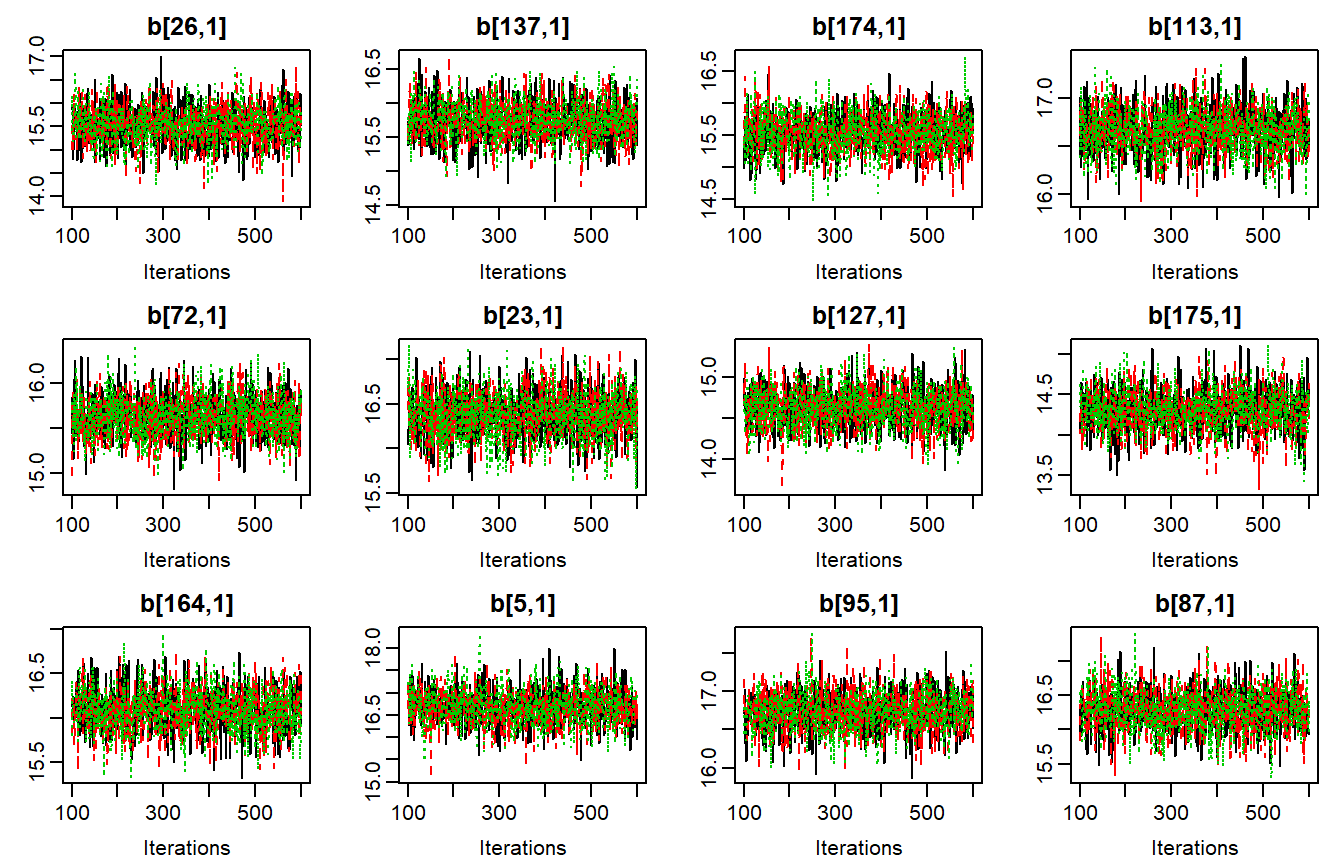 b[26,1] b[137,1] b[174,1] b[113,1]
17.0 16.5 16.5 17.0
15.5 15.5 15.5
14.0 14.5 14.5 16.0
100 300 500 100 300 500 100 300 500 100 300 500
Iterations Iterations Iterations Iterations
b[72,1] b[23,1] b[127,1] b[175,1]
16.0 16.5 15.0 14.5
15.0 15.5 14.0 13.5
100 300 500 100 300 500 100 300 500 100 300 500
Iterations Iterations Iterations Iterations
b[164,1] b[5,1] b[95,1] b[87,1]
16.5 18.0 17.0 16.5
16.5
15.5 15.0 16.0 15.5
100 300 500 100 300 500 100 300 500 100 300 500
Iterations Iterations Iterations Iterations